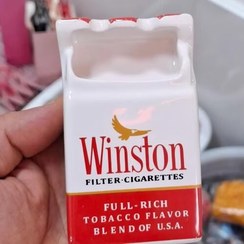 Winston
FILTER·CIGARETTES
FULL-RICH
TOBACCO FLAVOR
BLEND OF U.S.A.